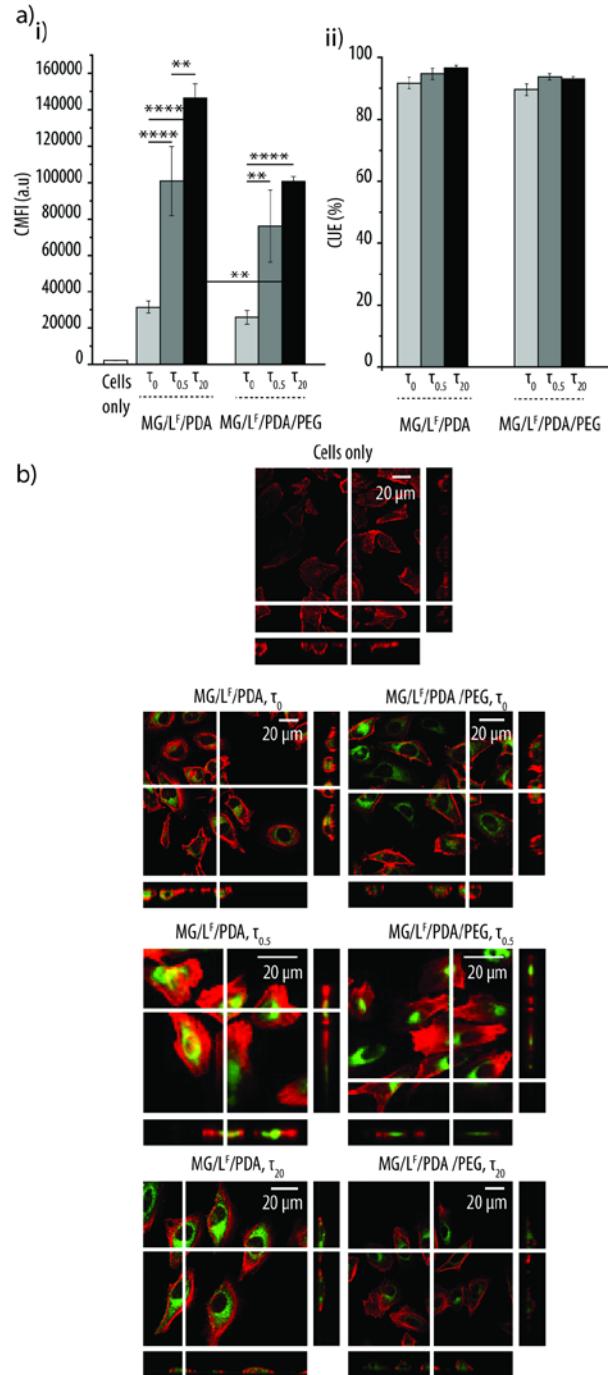 a)
i)
ii)
CMFI (a.u)
160000
140000
120000
100000
80000
60000
40000
20000
0
**
****
****
****
**
**
Cells only
τ0 τ0.5 τ20
τ0 τ0.5 τ20
MG/Lᶠ/PDA
MG/Lᶠ/PDA/PEG
CUE (%)
100
80
60
40
20
0
τ0 τ0.5 τ20
τ0 τ0.5 τ20
MG/Lᶠ/PDA
MG/Lᶠ/PDA/PEG
b)
Cells only
20 µm
MG/Lᶠ/PDA, τ0
20 µm
MG/Lᶠ/PDA /PEG, τ0
20 µm
MG/Lᶠ/PDA, τ0.5
20 µm
MG/Lᶠ/PDA/PEG, τ0.5
20 µm
MG/Lᶠ/PDA, τ20
20 µm
MG/Lᶠ/PDA /PEG, τ20
20 µm